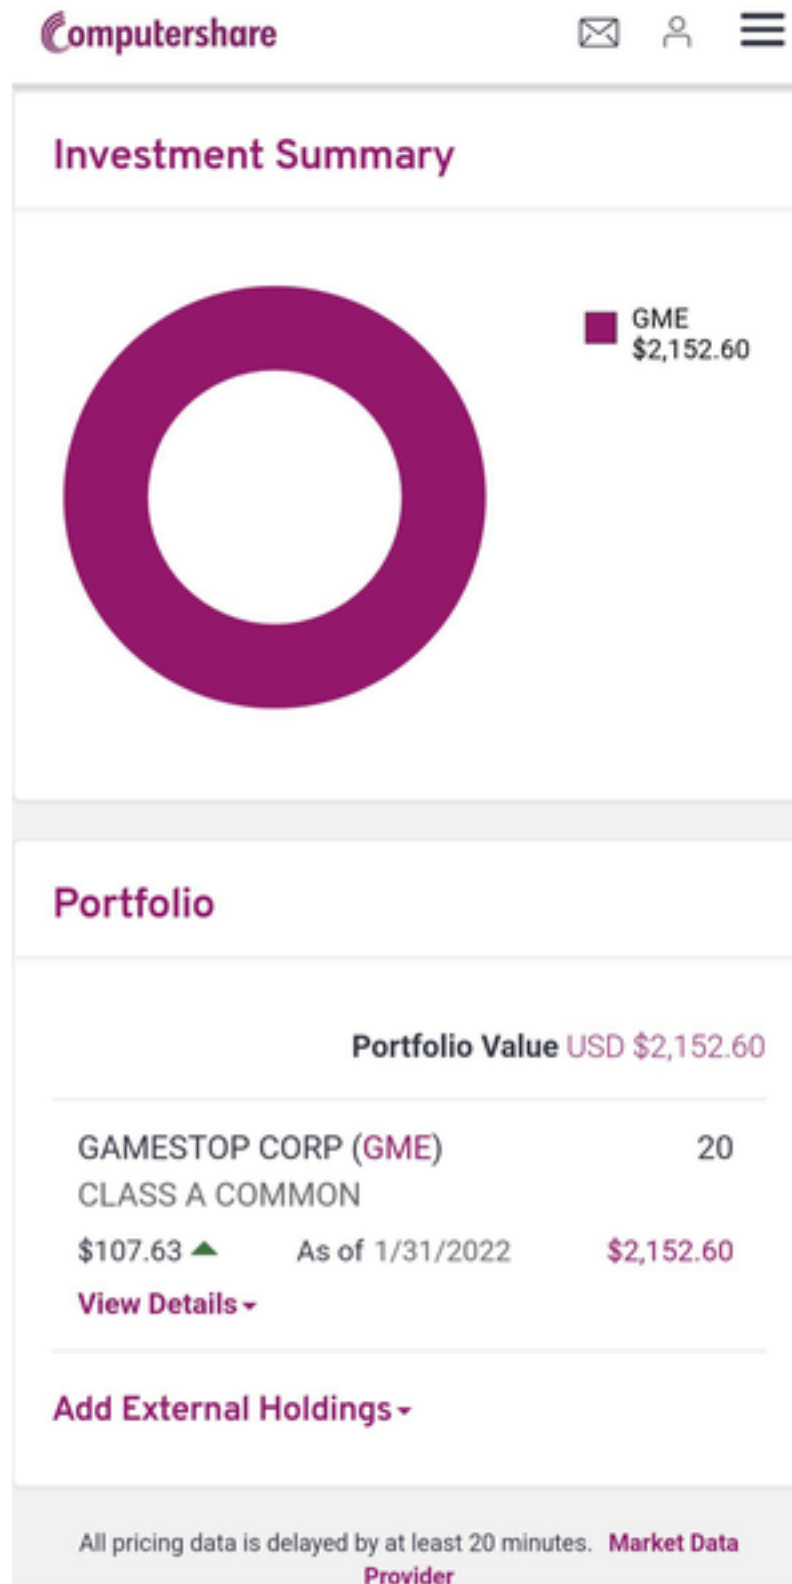 Computershare
Investment Summary
GME
$2,152.60
Portfolio
Portfolio Value USD $2,152.60
GAMESTOP CORP (GME) 20
CLASS A COMMON
$107.63 As of 1/31/2022 $2,152.60
View Details
Add External Holdings
All pricing data is delayed by at least 20 minutes. Market Data
Provider